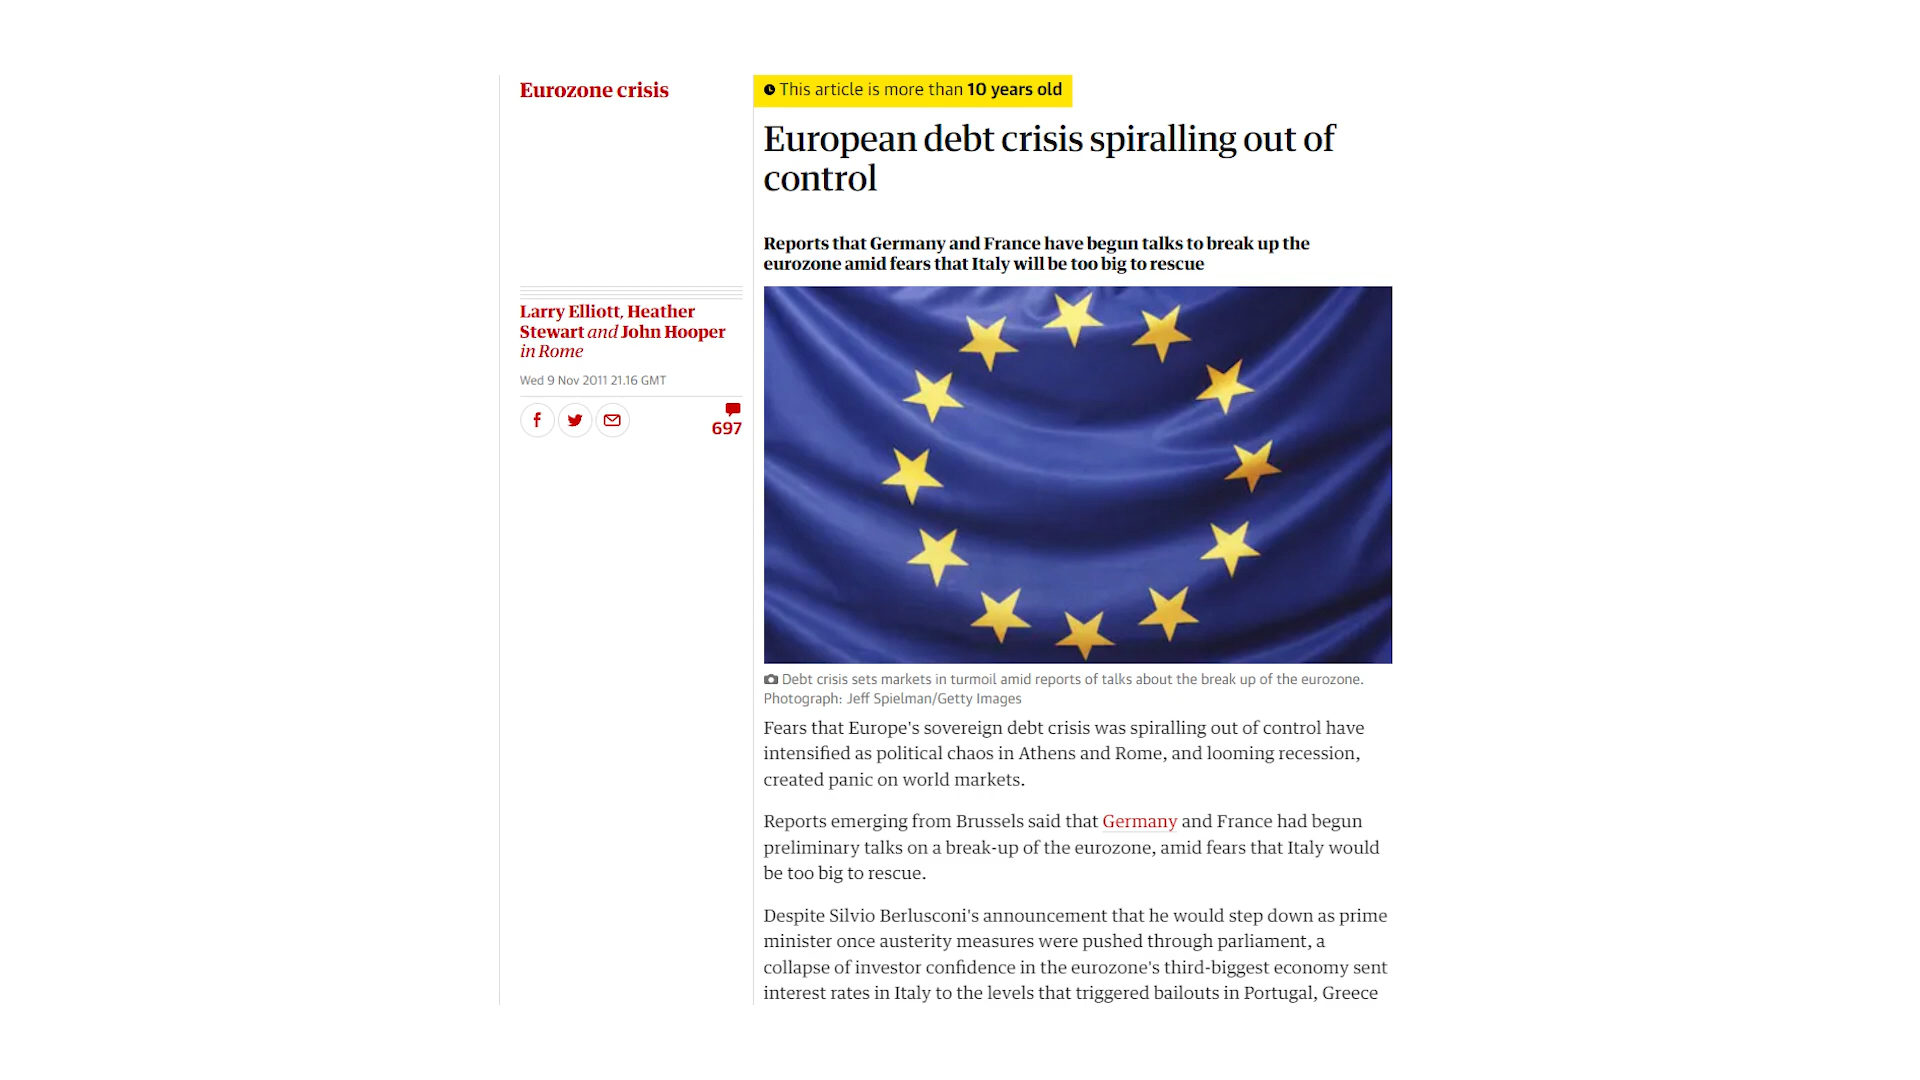 Eurozone crisis
This article is more than 10 years old
European debt crisis spiralling out of
control
Reports that Germany and France have begun talks to break up the
eurozone amid fears that Italy will be too big to rescue
Larry Elliott, Heather
Stewart and John Hooper
in Rome
Wed 9 Nov 2011 21.16 GMT
697
Debt crisis sets markets in turmoil amid reports of talks about the break up of the eurozone.
Photograph: Jeff Spielman/Getty Images
Fears that Europe's sovereign debt crisis was spiralling out of control have
intensified as political chaos in Athens and Rome, and looming recession,
created panic on world markets.
Reports emerging from Brussels said that Germany and France had begun
preliminary talks on a break-up of the eurozone, amid fears that Italy would
be too big to rescue.
Despite Silvio Berlusconi's announcement that he would step down as prime
minister once austerity measures were pushed through parliament, a
collapse of investor confidence in the eurozone's third-biggest economy sent
interest rates in Italy to the levels that triggered bailouts in Portugal, Greece